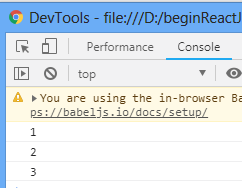 DevTools - file:///D:/beginReactJ
Elements
Console
top
You are using the in-browser Ba
ps://babeljs.io/docs/setup/
1
2
3